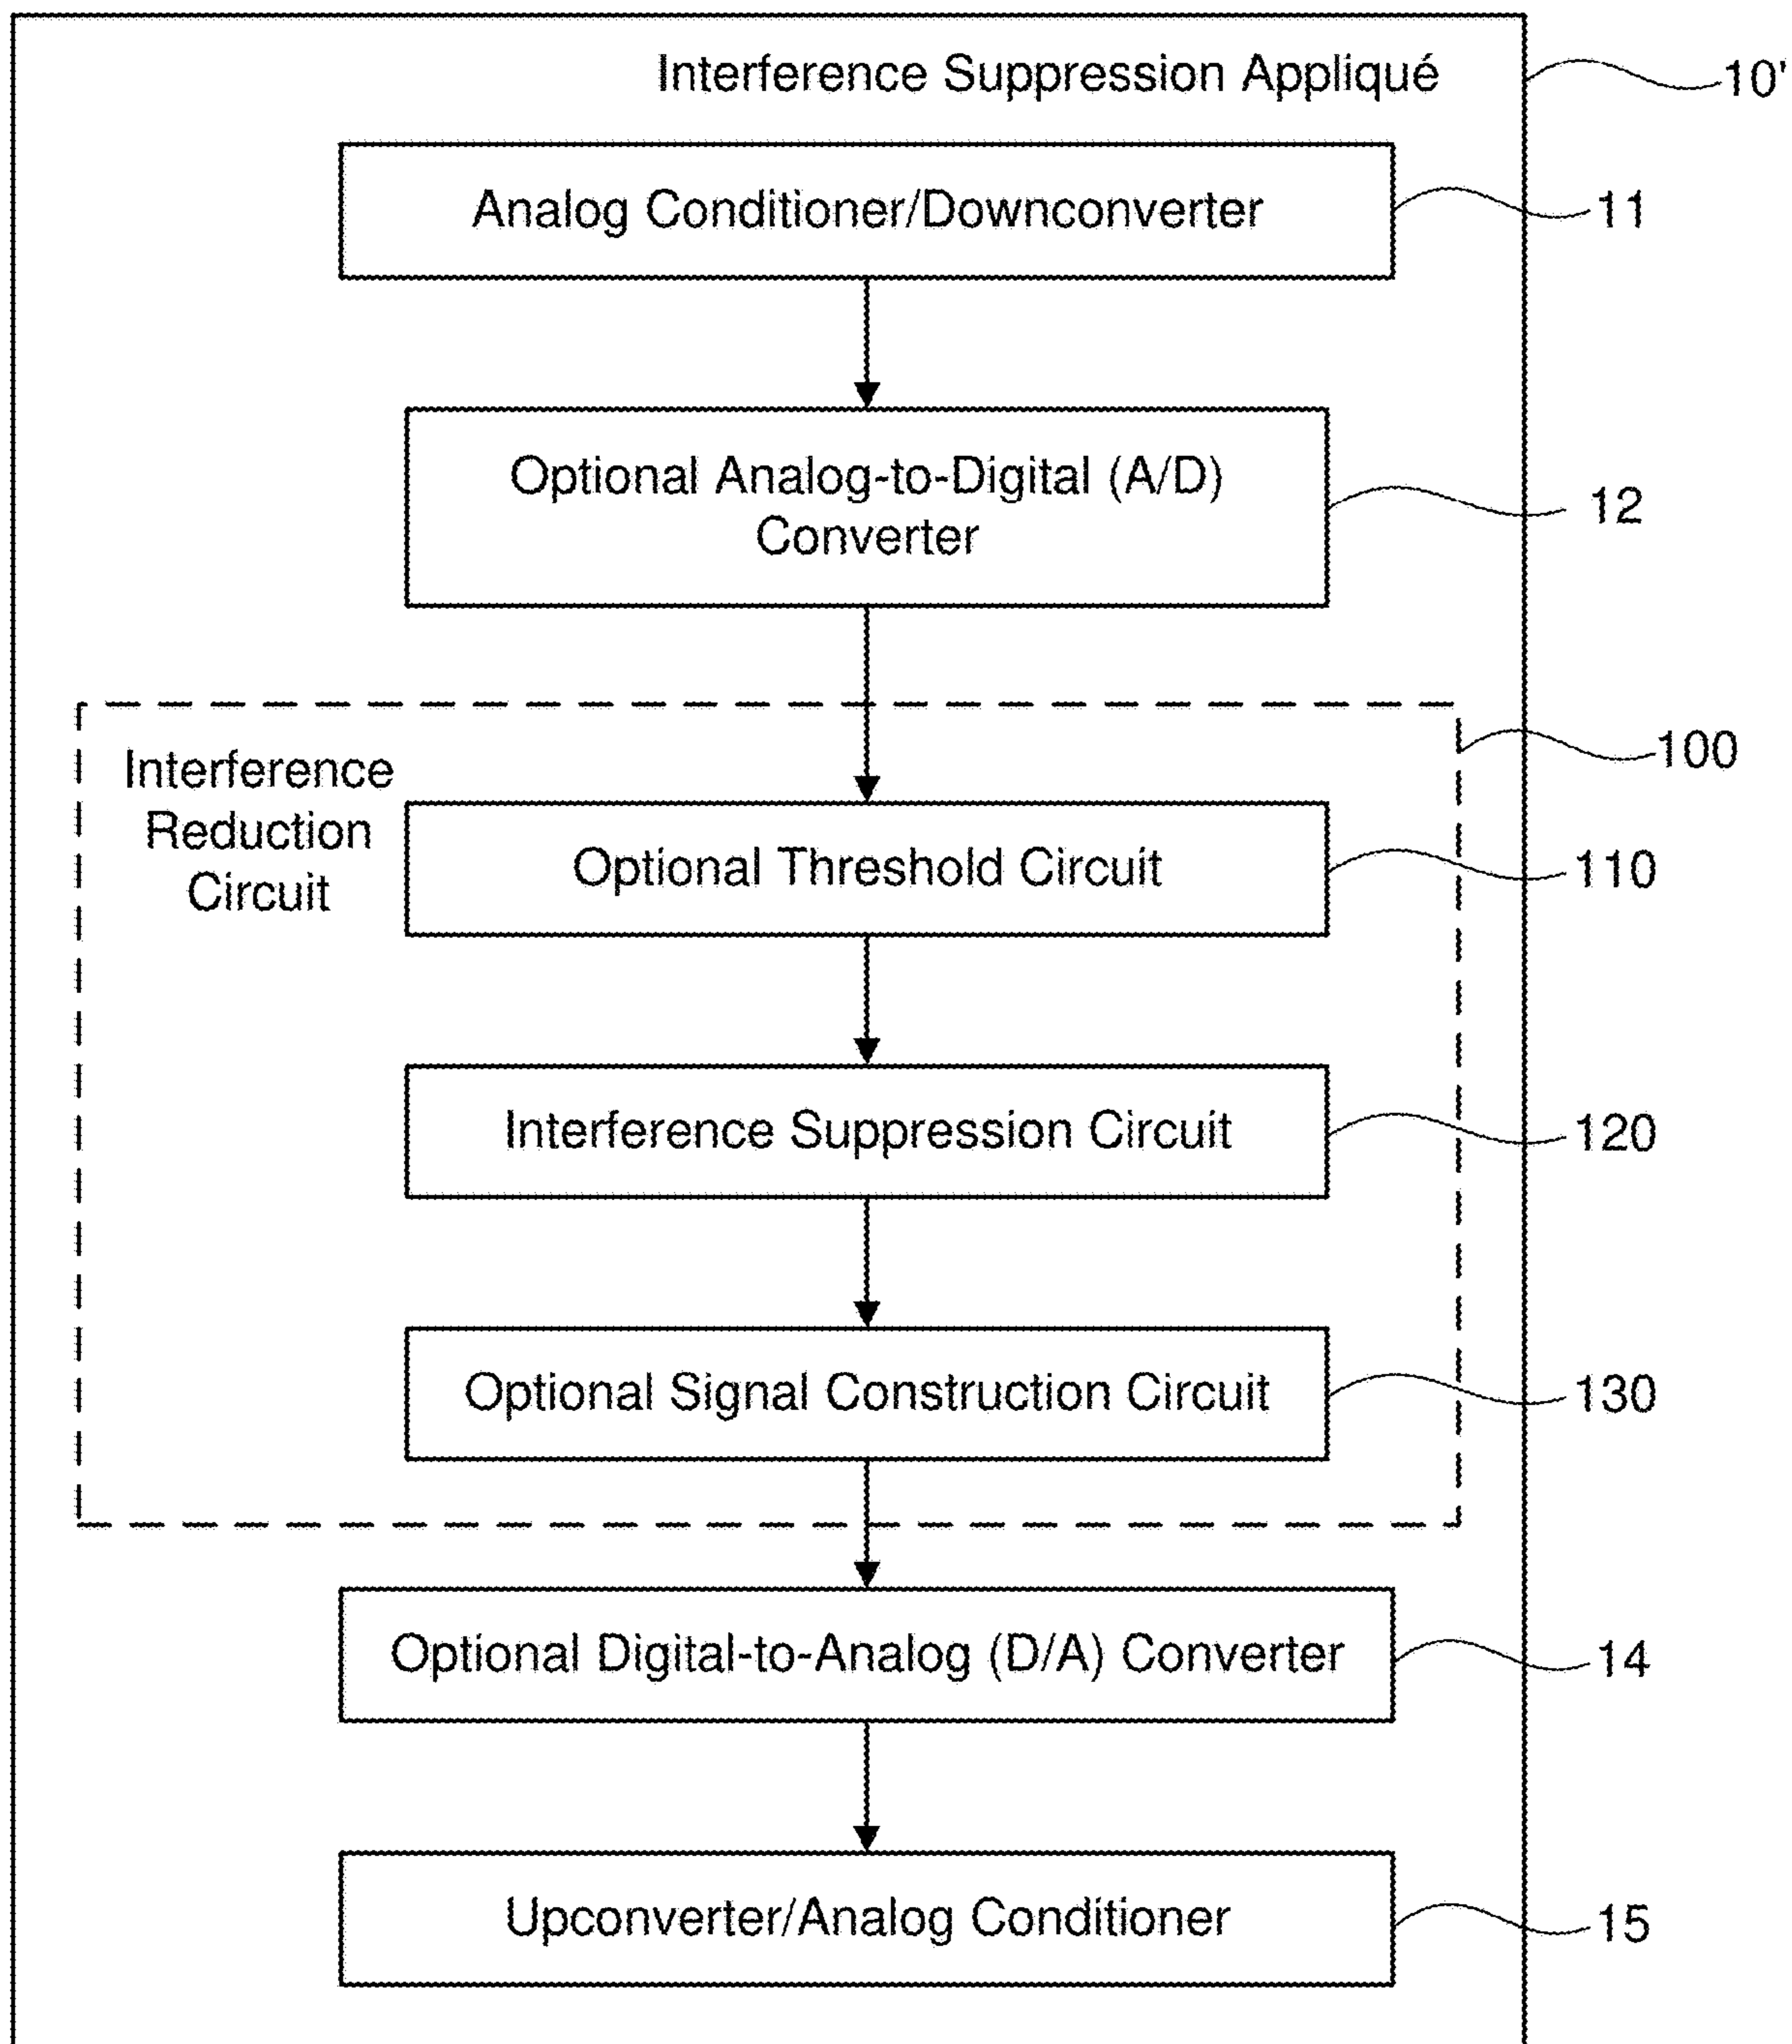 Interference Suppression Appliqué
10'
Analog Conditioner/Downconverter
11
Optional Analog-to-Digital (A/D)
Converter
12
Interference
Reduction
Circuit
100
Optional Threshold Circuit
110
Interference Suppression Circuit
120
Optional Signal Construction Circuit
130
Optional Digital-to-Analog (D/A) Converter
14
Upconverter/Analog Conditioner
15